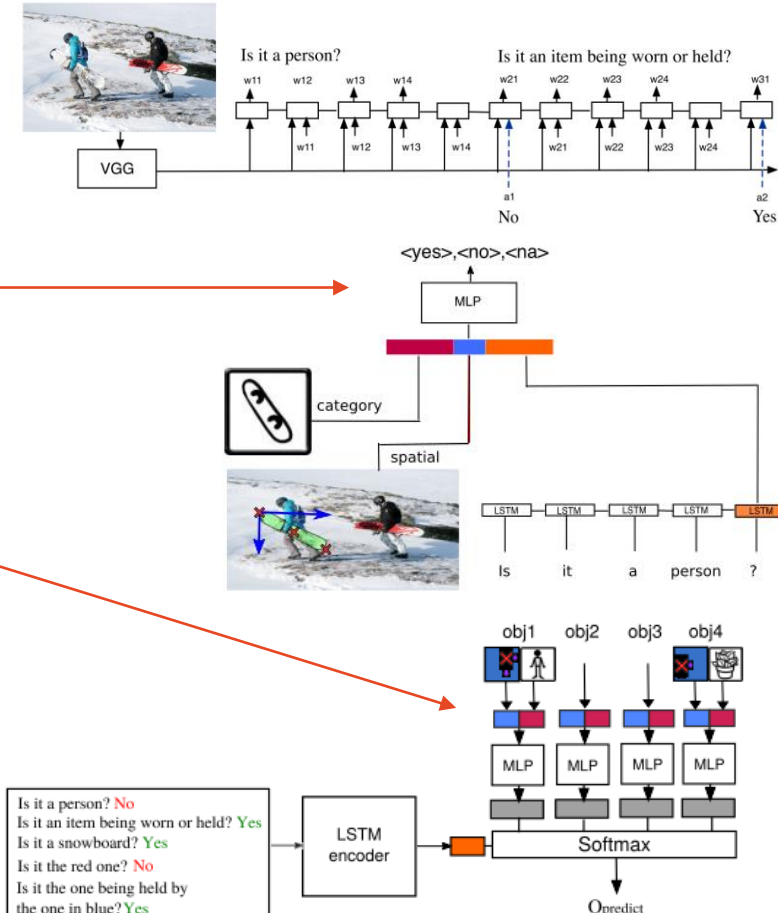 Is it a person? Is it an item being worn or held?
w11 w12 w13 w14 w21 w22 w23 w24 w31
VGG
w11 w12 w13 w14 w21 w22 w23 w24
a1 a2
No Yes
<yes>,<no>,<na>
MLP
category
spatial
LSTM LSTM LSTM LSTM LSTM
Is it a person ?
obj1 obj2 obj3 obj4
MLP MLP MLP MLP
Is it a person? No
Is it an item being worn or held? Yes
Is it a snowboard? Yes
Is it the red one? No
Is it the one being held by
the one in blue? Yes
LSTM
encoder
Softmax
Opredict